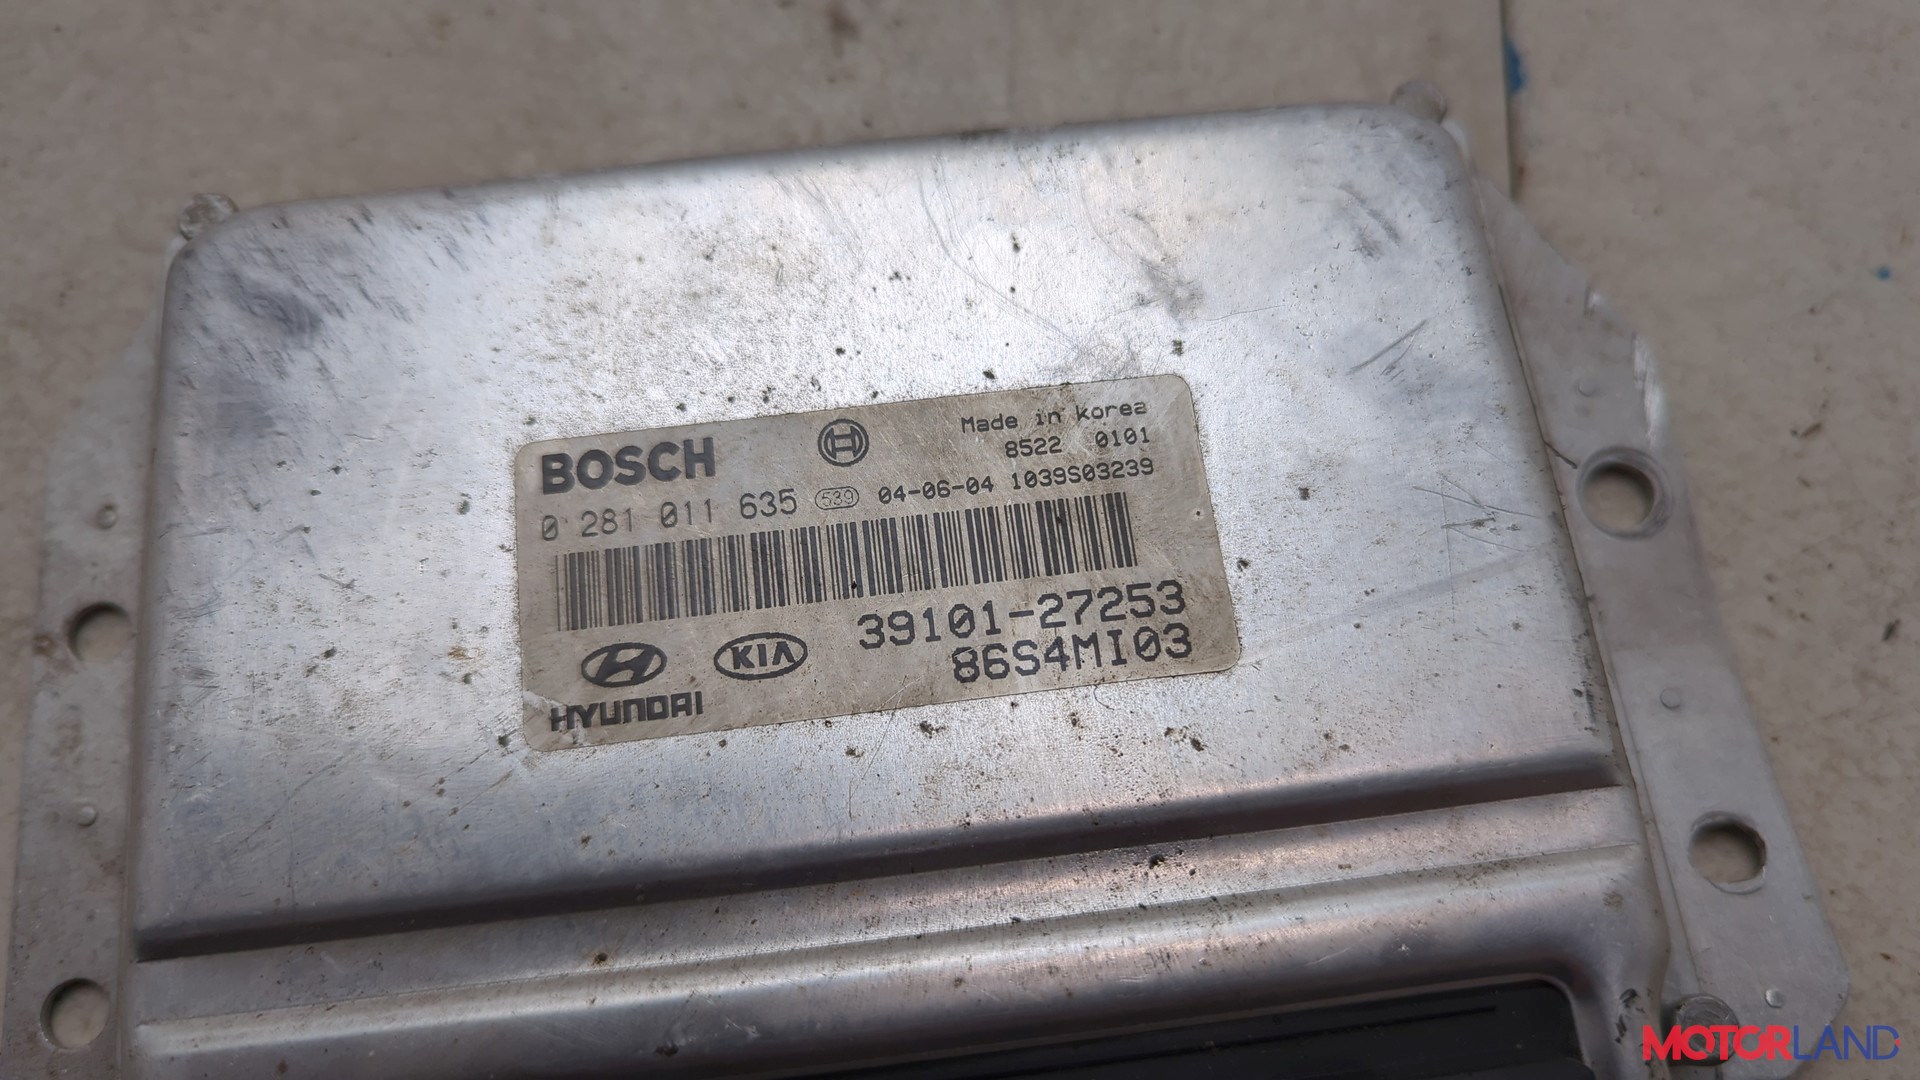 BOSCH
Made in Korea
8522 0101
0 281 011 635 539 04-06-04 1039S03239
39101-27253
86S4MI03
HYUNDAI
KIA
MOTORLAND